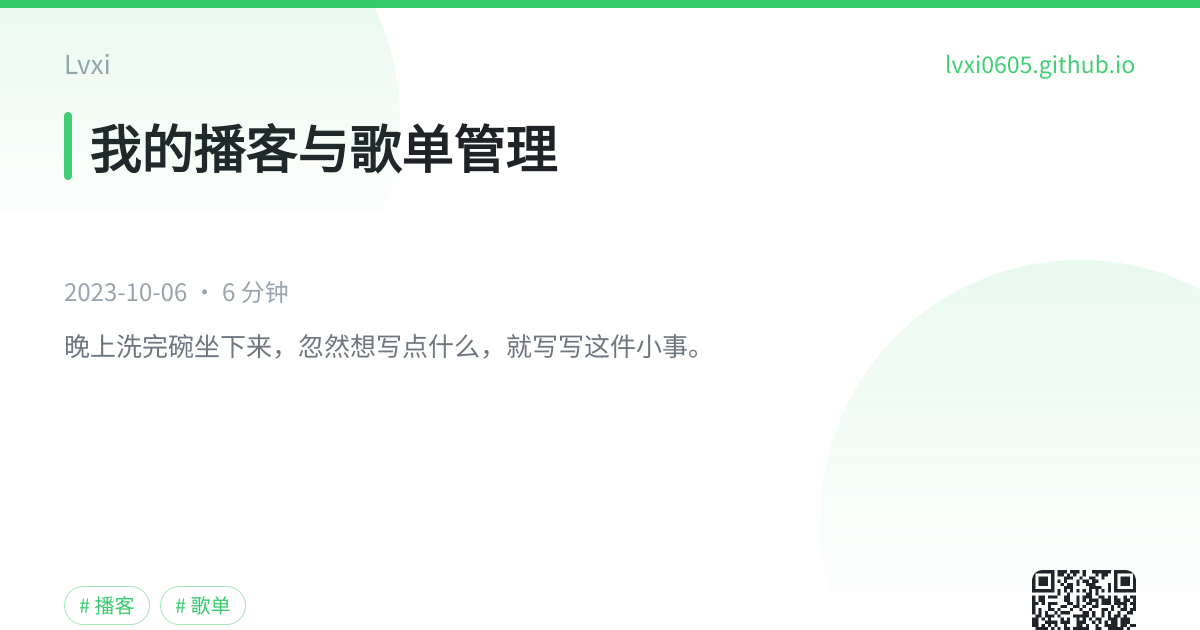 Lvxi
lvxi0605.github.io
我的播客与歌单管理
2023-10-06 · 6 分钟
晚上洗完碗坐下来，忽然想写点什么，就写写这件小事。
# 播客
# 歌单